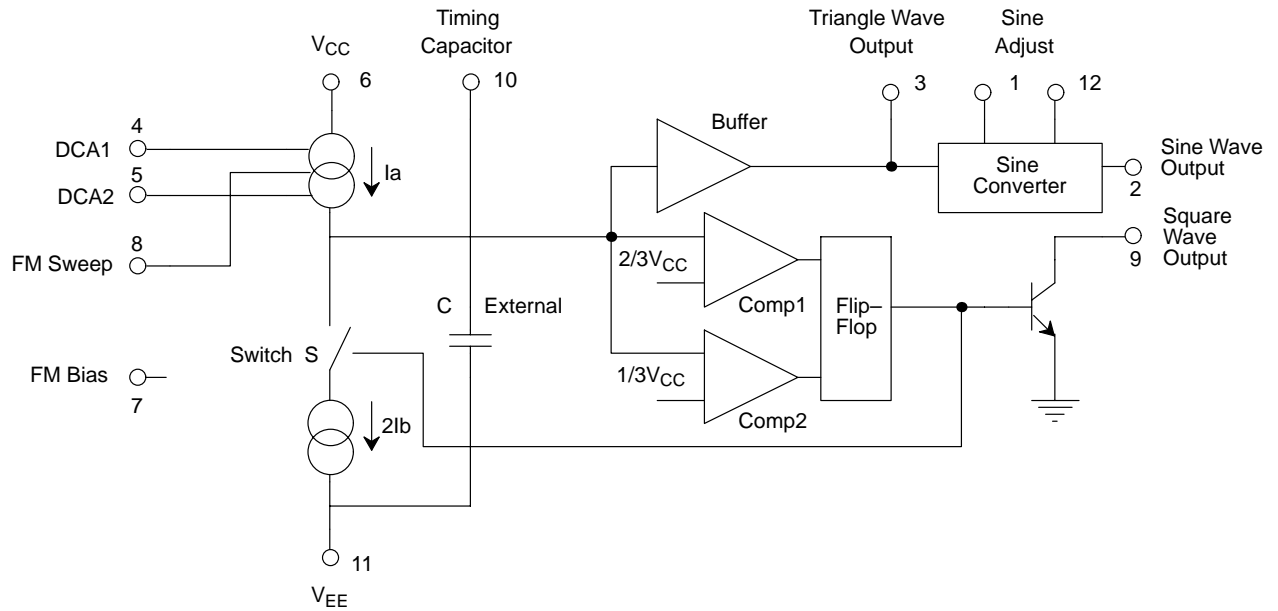 Timing
Capacitor
10
VCC
6
Triangle Wave
Output
3
Sine
Adjust
1
12
DCA1
4
5
DCA2
Ia
8
FM Sweep
Buffer
Sine
Converter
Sine Wave
Output
2
Square
Wave
Output
9
2/3VCC
Comp1
C External
Flip–
Flop
Switch S
1/3VCC
Comp2
FM Bias
7
2Ib
11
VEE